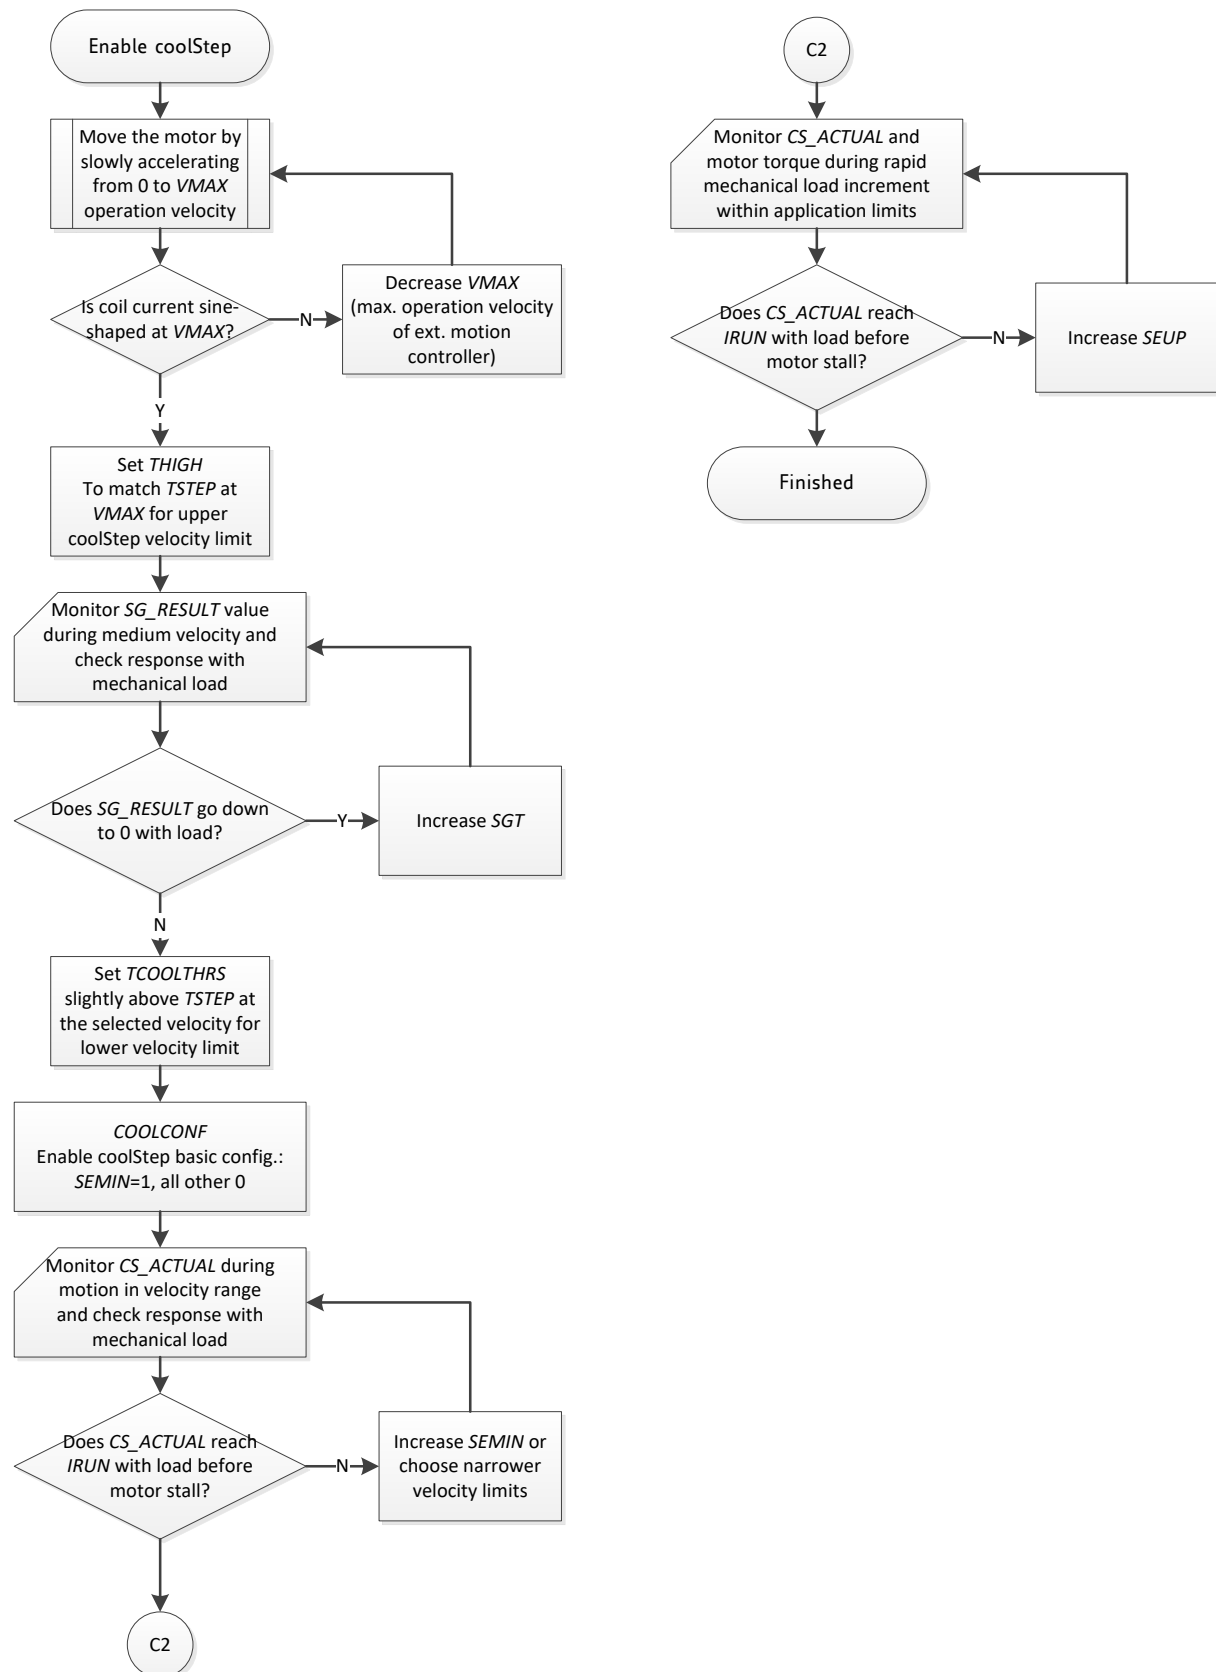 Enable coolStep
Move the motor by
slowly accelerating
from 0 to VMAX
operation velocity
Is coil current sine-
shaped at VMAX?
N
Decrease VMAX
(max. operation velocity
of ext. motion
controller)
Y
Set THIGH
To match TSTEP at
VMAX for upper
coolStep velocity limit
Monitor SG_RESULT value
during medium velocity and
check response with
mechanical load
Does SG_RESULT go down
to 0 with load?
Y
Increase SGT
N
Set TCOOLTHRS
slightly above TSTEP at
the selected velocity for
lower velocity limit
COOLCONF
Enable coolStep basic config.:
SEMIN=1, all other 0
Monitor CS_ACTUAL during
motion in velocity range
and check response with
mechanical load
Does CS_ACTUAL reach
IRUN with load before
motor stall?
N
Increase SEMIN or
choose narrower
velocity limits
C2
C2
Monitor CS_ACTUAL and
motor torque during rapid
mechanical load increment
within application limits
Does CS_ACTUAL reach
IRUN with load before
motor stall?
N
Increase SEUP
Finished